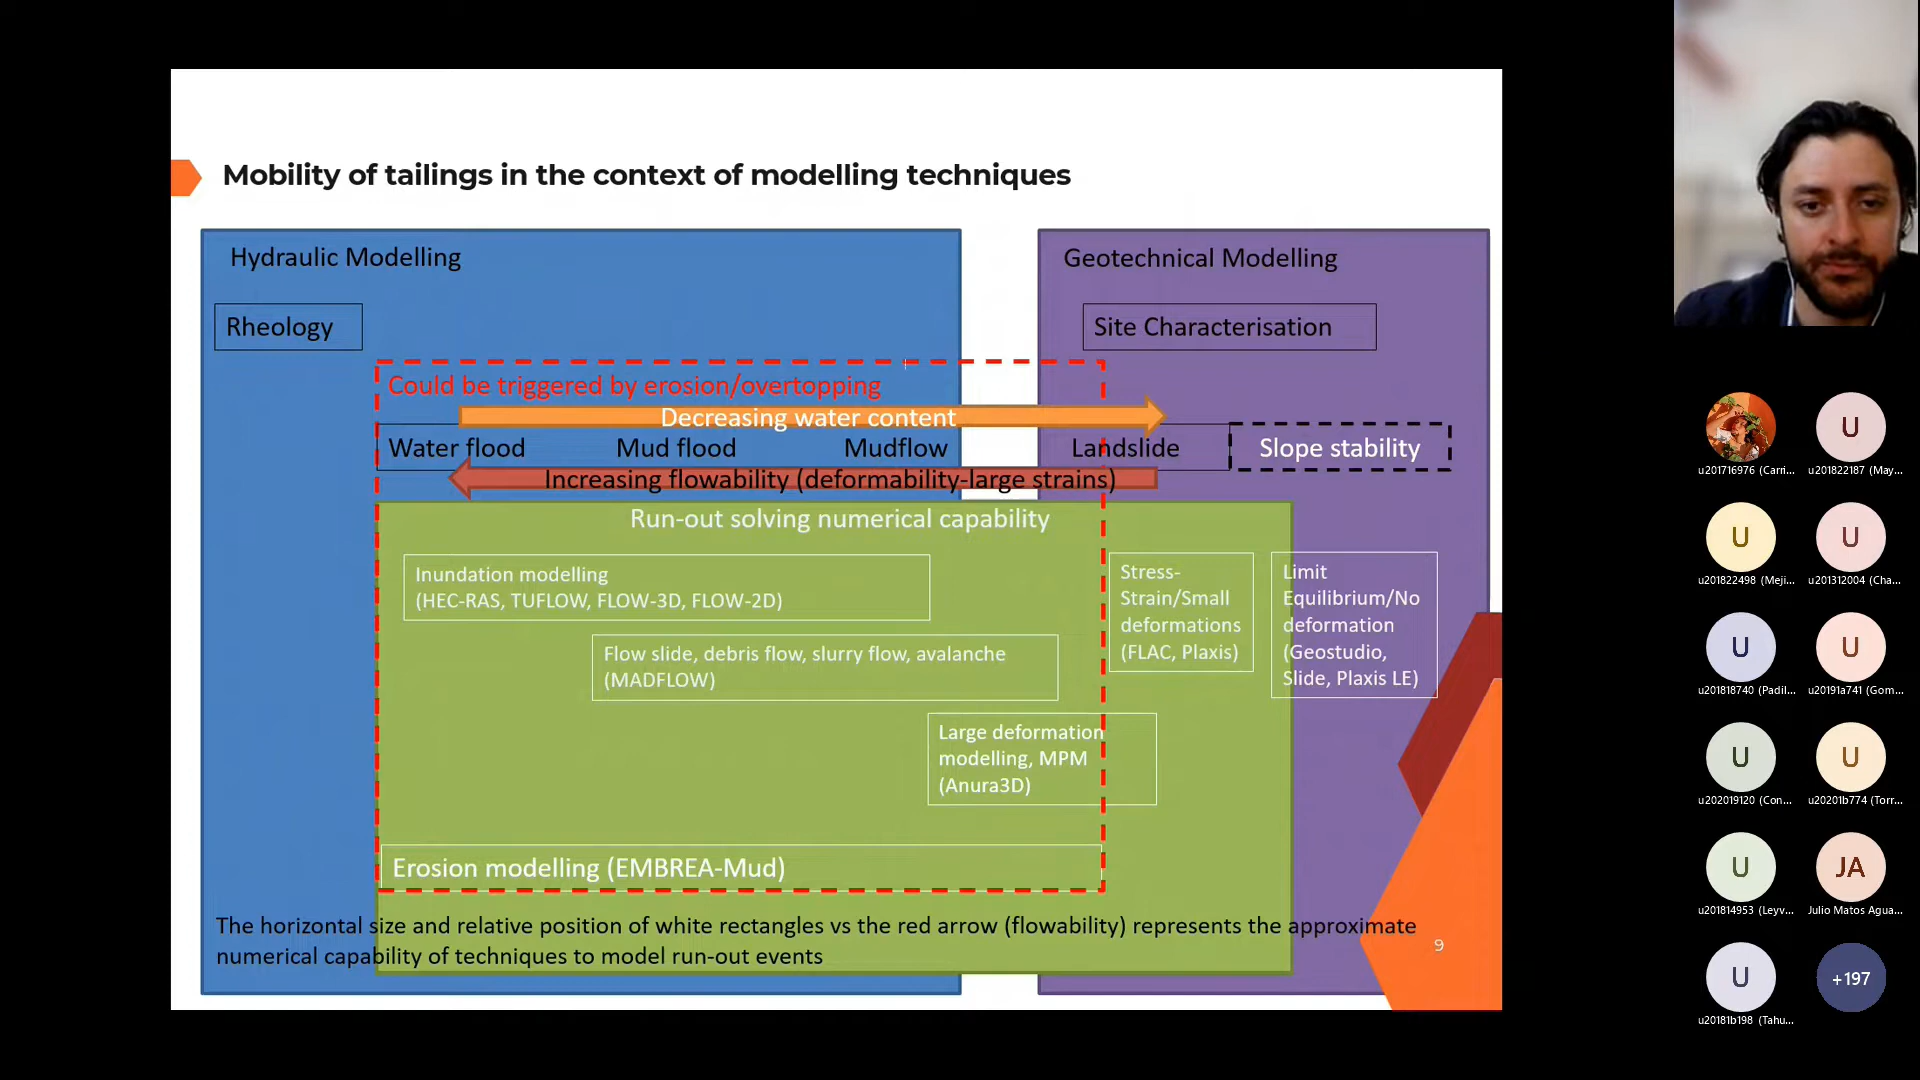 Mobility of tailings in the context of modelling techniques
Hydraulic Modelling
Geotechnical Modelling
Rheology
Site Characterisation
Could be triggered by erosion/overtopping
Decreasing water content
Water flood
Mud flood
Mudflow
Landslide
Slope stability
Increasing flowability (deformability-large strains)
Run-out solving numerical capability
Inundation modelling
(HEC-RAS, TUFLOW, FLOW-3D, FLOW-2D)
Flow slide, debris flow, slurry flow, avalanche
(MADFLOW)
Large deformation
modelling, MPM
(Anura3D)
Stress-
Strain/Small
deformations
(FLAC, Plaxis)
Limit
Equilibrium/No
deformation
(Geostudio,
Slide, Plaxis LE)
Erosion modelling (EMBREA-Mud)
The horizontal size and relative position of white rectangles vs the red arrow (flowability) represents the approximate
numerical capability of techniques to model run-out events
9
u201716976 (Carri...
U
u201822187 (May...
U
u201822498 (Meji...
U
u201312004 (Cha...
U
u201818740 (Padil...
U
u20191a741 (Gom...
U
u202019120 (Con...
U
u20201b774 (Torr...
U
u201814953 (Leyv...
JA
Julio Matos Agua...
U
u20181b198 (Tahu...
+197